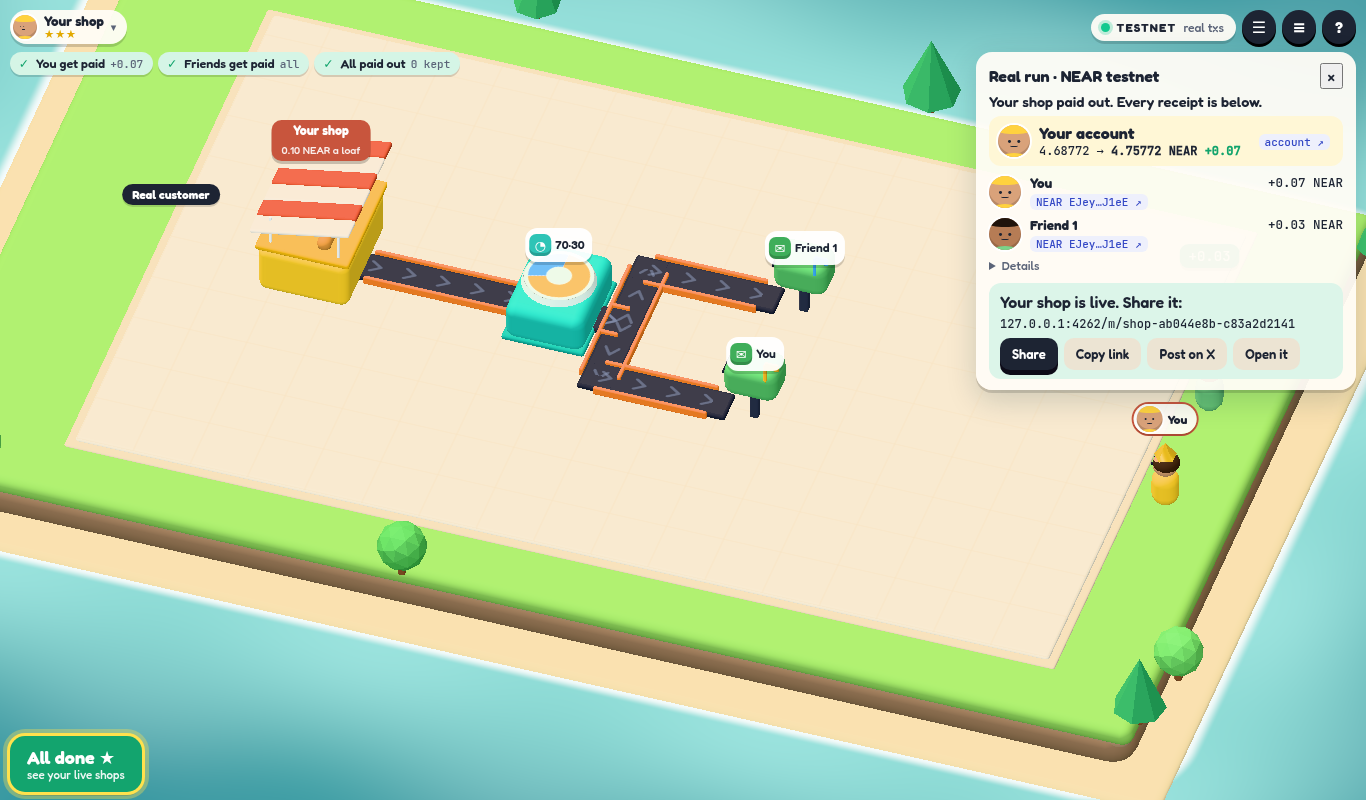 Your shop ▾
★★★
✓ You get paid +0.07
✓ Friends get paid all
✓ All paid out 0 kept
TESTNET real txs
?
Real run · NEAR testnet
×
Your shop paid out. Every receipt is below.
Your account
4.68772 → 4.75772 NEAR +0.07
account ↗
You
+0.07 NEAR
NEAR EJey…J1eE ↗
Friend 1
+0.03 NEAR
NEAR EJey…J1eE ↗
+0.03
▶ Details
Your shop is live. Share it:
127.0.0.1:4262/m/shop-ab044e8b-c83a2d2141
Share
Copy link
Post on X
Open it
Your shop
0.10 NEAR a loaf
Real customer
70-30
Friend 1
You
You
All done ★
see your live shops